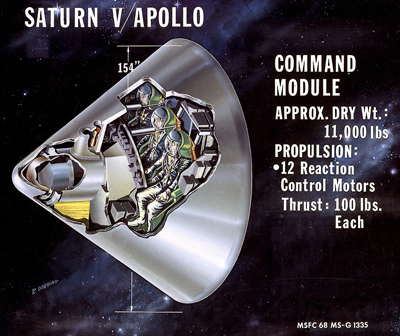 SATURN V/APOLLO
154"
COMMAND
MODULE
APPROX. DRY Wt.:
11,000 lbs
PROPULSION:
•12 Reaction
Control Motors
Thrust: 100 lbs.
Each
MSFC 68 MS-G 1335